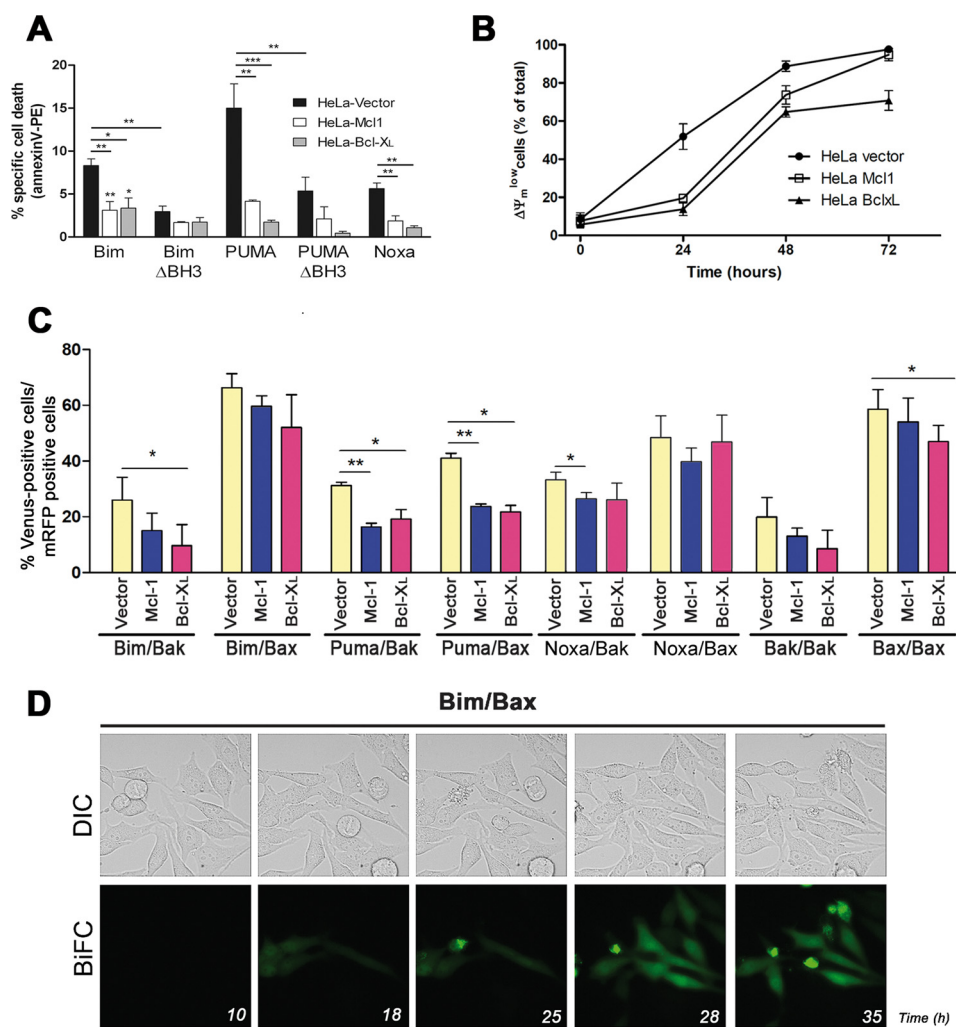 A
% specific cell death
(annexinV-PE)
20
15
10
5
0
**
**
*
**
**
*
**
***
**
**
**
HeLa-Vector
HeLa-Mcl1
HeLa-Bcl-XL
Bim
Bim
ΔBH3
PUMA
PUMA
ΔBH3
Noxa
B
ΔΨm low cells (% of total)
100
80
60
40
20
0
0
24
48
72
Time (hours)
HeLa vector
HeLa Mcl1
HeLa BclxL
C
% Venus-positive cells/
mRFP positive cells
80
60
40
20
0
*
*
**
*
**
*
*
Vector
Mcl-1
Bcl-XL
Vector
Mcl-1
Bcl-XL
Vector
Mcl-1
Bcl-XL
Vector
Mcl-1
Bcl-XL
Vector
Mcl-1
Bcl-XL
Vector
Mcl-1
Bcl-XL
Vector
Mcl-1
Bcl-XL
Vector
Mcl-1
Bcl-XL
Bim/Bak
Bim/Bax
Puma/Bak
Puma/Bax
Noxa/Bak
Noxa/Bax
Bak/Bak
Bax/Bax
D
Bim/Bax
DIC
BiFC
10
18
25
28
35
Time (h)